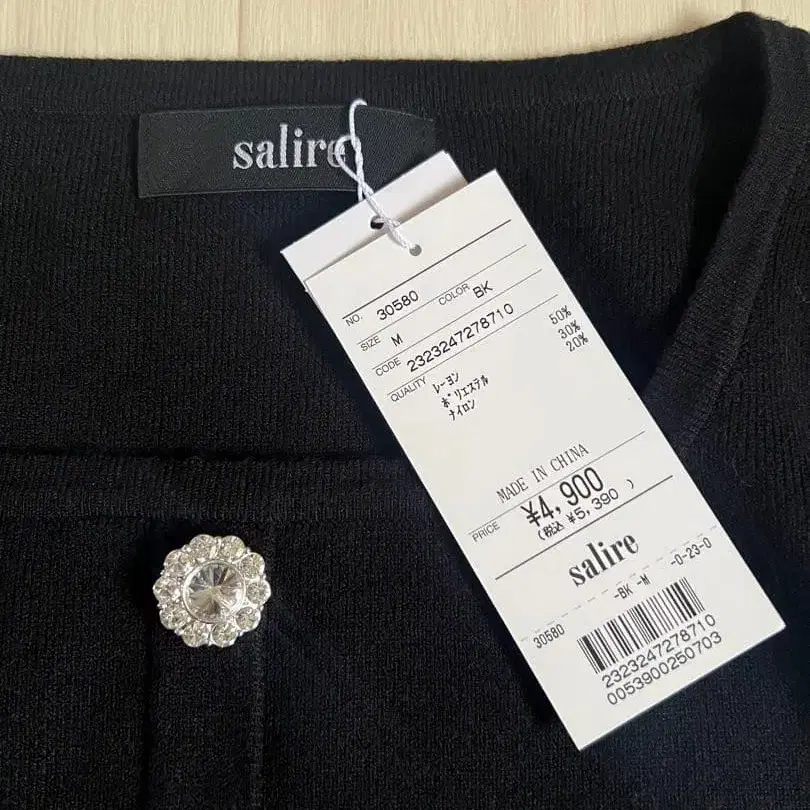 salire
NO. 30580 COLOR BK
SIZE M
CODE 2323247278710
QUALITY レーヨン 50%
ポリエステル 30%
ナイロン 20%
MADE IN CHINA
PRICE ¥4,900
(税込 ¥5,390 )
salire
30580 -BK -M -0-23-0
2323247278710
0053900250703